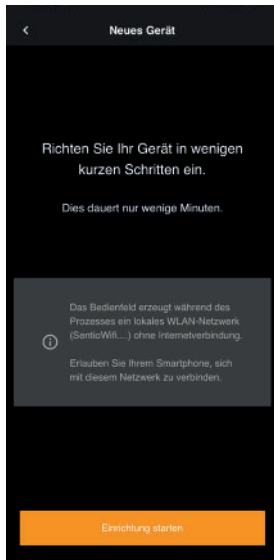 Neues Gerät
Richten Sie Ihr Gerät in wenigen
kurzen Schritten ein.
Dies dauert nur wenige Minuten.
Das Bedienfeld erzeugt während des
Prozesses ein lokales WLAN-Netzwerk
(SentioWifi....) ohne Internetverbindung.
Erlauben Sie Ihrem Smartphone, sich
mit diesem Netzwerk zu verbinden.
Einrichtung starten